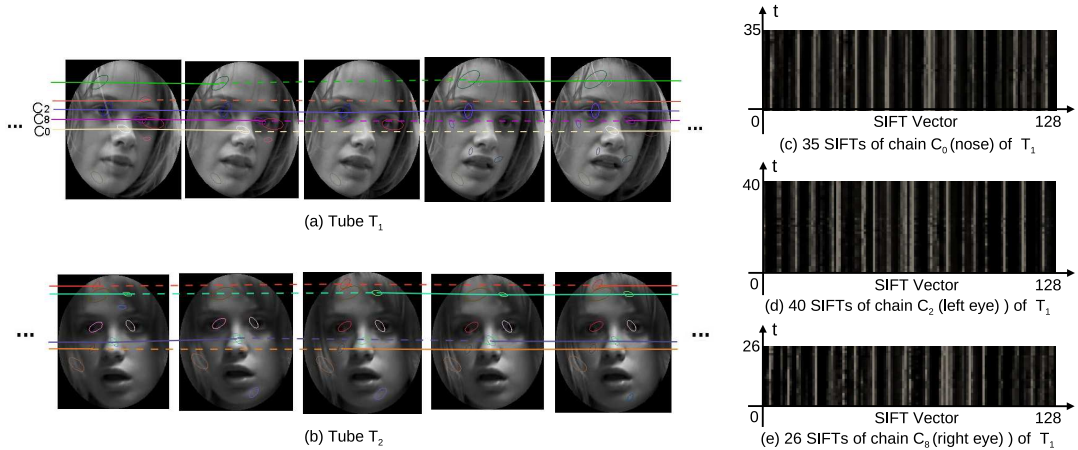 C2
C8
C0
...
...
(a) Tube T1
...
...
(b) Tube T2
t
35
0
SIFT Vector
128
(c) 35 SIFTs of chain C0 (nose) of T1
t
40
0
SIFT Vector
128
(d) 40 SIFTs of chain C2 (left eye) ) of T1
t
26
0
SIFT Vector
128
(e) 26 SIFTs of chain C8 (right eye) ) of T1